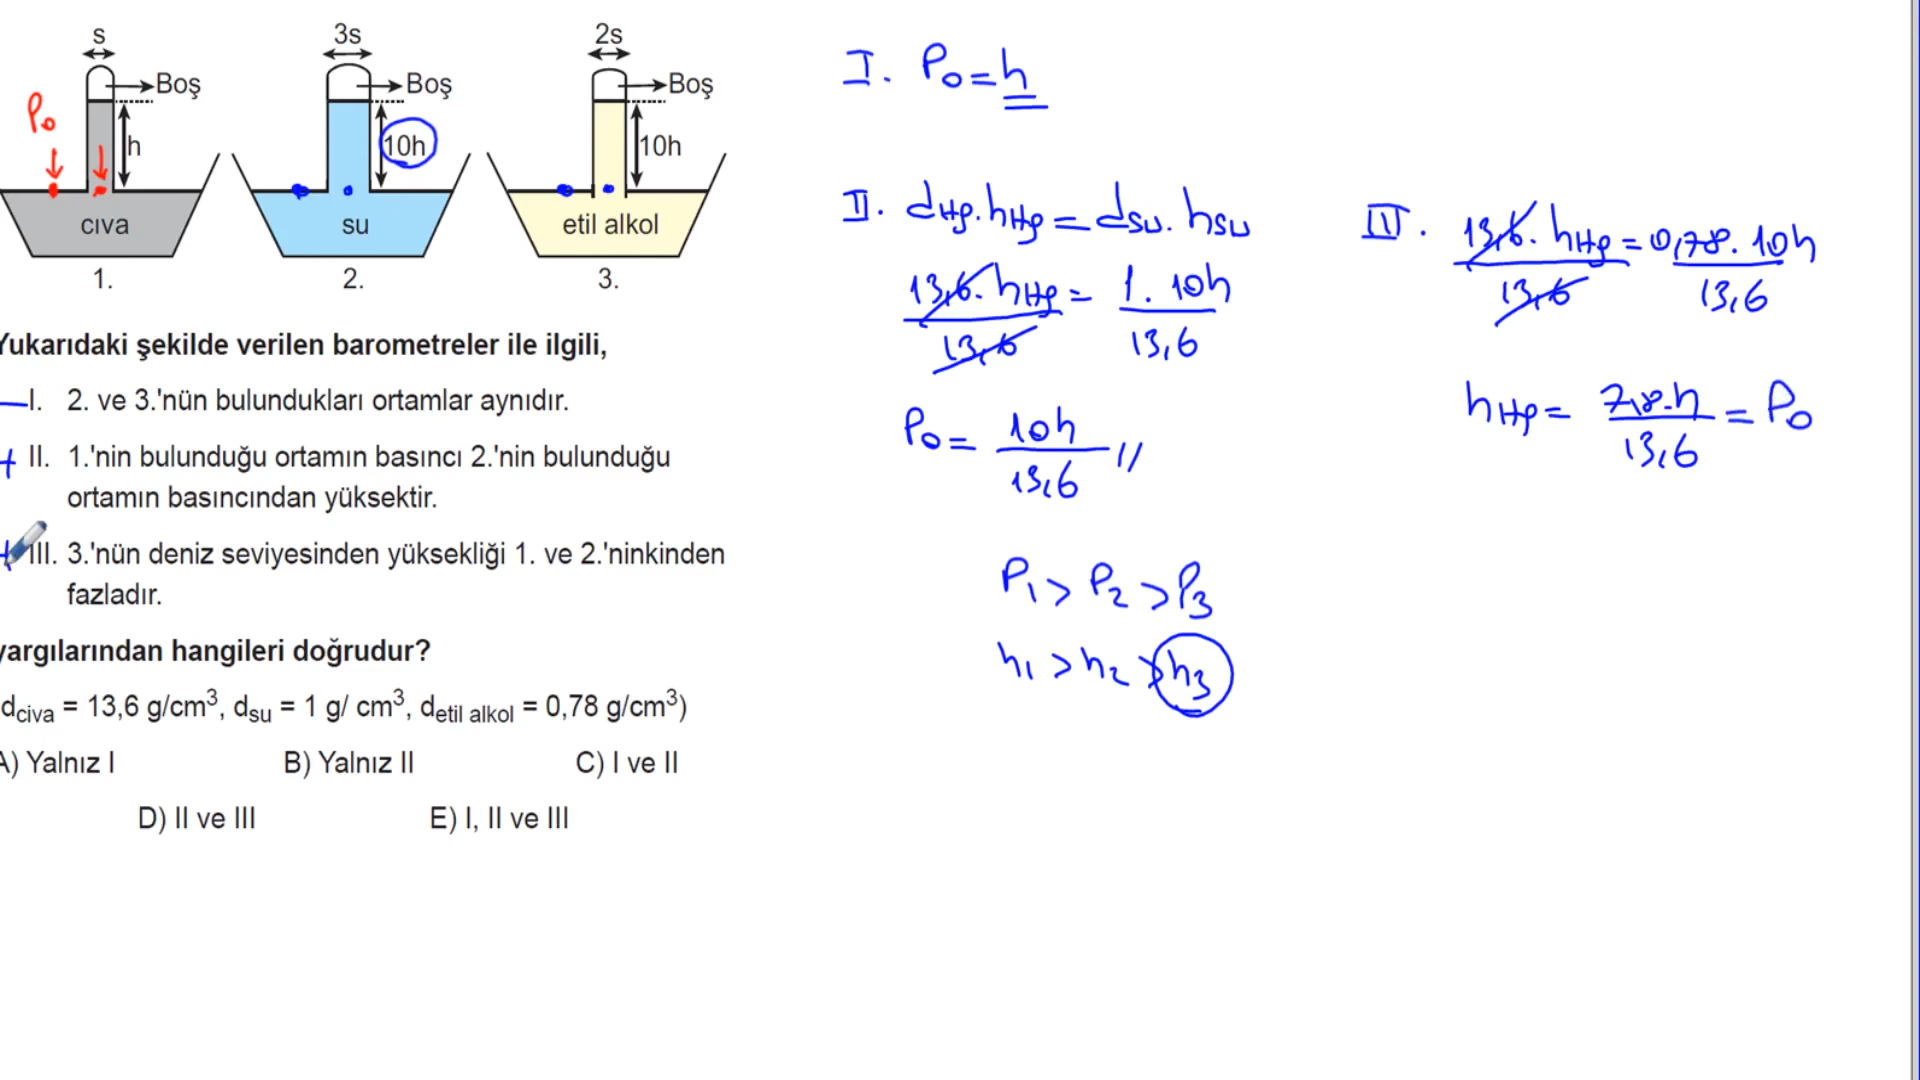 s
3s
2s
Boş
Boş
Boş
P₀
h
10h
10h
cıva
su
etil alkol
1.
2.
3.
Yukarıdaki şekilde verilen barometreler ile ilgili,
I. 2. ve 3.'nün bulundukları ortamlar aynıdır.
+ II. 1.'nin bulunduğu ortamın basıncı 2.'nin bulunduğu
ortamın basıncından yüksektir.
+ III. 3.'nün deniz seviyesinden yüksekliği 1. ve 2.'ninkinden
fazladır.
yargılarından hangileri doğrudur?
dcıva = 13,6 g/cm³, dsu = 1 g/ cm³, detil alkol = 0,78 g/cm³)
A) Yalnız I B) Yalnız II C) I ve II
D) II ve III E) I, II ve III
I. P₀ = h
II. dHg.hHg = dsu.hsu
13,6.hHg / 13,6 = 1.10h / 13,6
P₀ = 10h / 13,6 //
P₁ > P₂ > P₃
h₁ > h₂ > h₃
III. 13,6.hHg / 13,6 = 0,78.10h / 13,6
hHg = 7,8.h / 13,6 = P₀